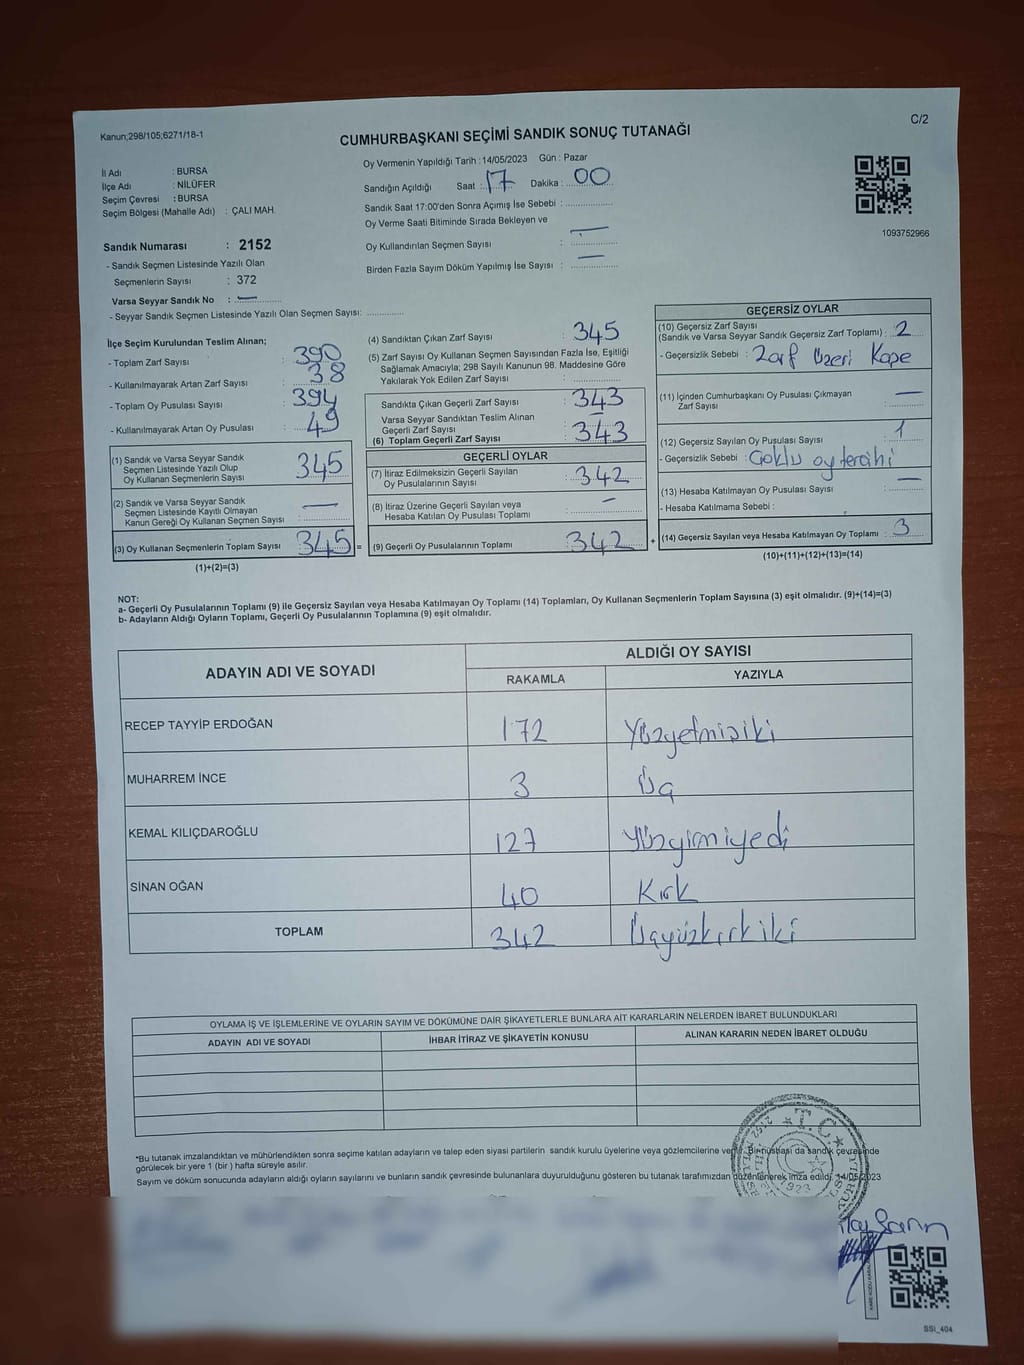 Kanun;298/105;6271/18-1
C/2
CUMHURBAŞKANI SEÇİMİ SANDIK SONUÇ TUTANAĞI
İl Adı : BURSA
İlçe Adı : NİLÜFER
Seçim Çevresi : BURSA
Seçim Bölgesi (Mahalle Adı) : ÇALI MAH.
Oy Vermenin Yapıldığı Tarih : 14/05/2023 Gün : Pazar
Sandığın Açıldığı Saat : 17 Dakika : 00
Sandık Saat 17:00'den Sonra Açımış İse Sebebi :
Oy Verme Saati Bitiminde Sırada Bekleyen ve
Oy Kullandırılan Seçmen Sayısı : —
Birden Fazla Sayım Döküm Yapılmış İse Sayısı : —
1093752966
Sandık Numarası : 2152
- Sandık Seçmen Listesinde Yazılı Olan
Seçmenlerin Sayısı : 372
Varsa Seyyar Sandık No : —
- Seyyar Sandık Seçmen Listesinde Yazılı Olan Seçmen Sayısı:
İlçe Seçim Kurulundan Teslim Alınan;
- Toplam Zarf Sayısı : 390
- Kullanılmayarak Artan Zarf Sayısı : 38
- Toplam Oy Pusulası Sayısı : 394
- Kullanılmayarak Artan Oy Pusulası : 49
(1) Sandık ve Varsa Seyyar Sandık
Seçmen Listesinde Yazılı Olup
Oy Kullanan Seçmenlerin Sayısı : 345
(2) Sandık ve Varsa Seyyar Sandık
Seçmen Listesinde Kayıtlı Olmayan
Kanun Gereği Oy Kullanan Seçmen Sayısı : —
(3) Oy Kullanan Seçmenlerin Toplam Sayısı 345 =
(1)+(2)=(3)
(4) Sandıktan Çıkan Zarf Sayısı : 345
(5) Zarf Sayısı Oy Kullanan Seçmen Sayısından Fazla İse, Eşitliği
Sağlamak Amacıyla; 298 Sayılı Kanunun 98. Maddesine Göre
Yakılarak Yok Edilen Zarf Sayısı :
Sandıkta Çıkan Geçerli Zarf Sayısı : 343
Varsa Seyyar Sandıktan Teslim Alınan
Geçerli Zarf Sayısı : —
(6) Toplam Geçerli Zarf Sayısı : 343
GEÇERLİ OYLAR
(7) İtiraz Edilmeksizin Geçerli Sayılan
Oy Pusulalarının Sayısı : 342
(8) İtiraz Üzerine Geçerli Sayılan veya
Hesaba Katılan Oy Pusulası Toplamı : —
(9) Geçerli Oy Pusulalarının Toplamı 342 +
GEÇERSİZ OYLAR
(10) Geçersiz Zarf Sayısı
(Sandık ve Varsa Seyyar Sandık Geçersiz Zarf Toplamı) : 2
- Geçersizlik Sebebi : Zarf Üzeri Kaşe
(11) İçinden Cumhurbaşkanı Oy Pusulası Çıkmayan
Zarf Sayısı : —
(12) Geçersiz Sayılan Oy Pusulası Sayısı : 1
- Geçersizlik Sebebi : Çoklu oy tercihi
(13) Hesaba Katılmayan Oy Pusulası Sayısı : —
- Hesaba Katılmama Sebebi :
(14) Geçersiz Sayılan veya Hesaba Katılmayan Oy Toplamı : 3
(10)+(11)+(12)+(13)=(14)
NOT:
a- Geçerli Oy Pusulalarının Toplamı (9) ile Geçersiz Sayılan veya Hesaba Katılmayan Oy Toplamı (14) Toplamları, Oy Kullanan Seçmenlerin Toplam Sayısına (3) eşit olmalıdır. (9)+(14)=(3)
b- Adayların Aldığı Oyların Toplamı, Geçerli Oy Pusulalarının Toplamına (9) eşit olmalıdır.
ADAYIN ADI VE SOYADI
ALDIĞI OY SAYISI
RAKAMLA YAZIYLA
RECEP TAYYİP ERDOĞAN 172 Yüzyetmişiki
MUHARREM İNCE 3 Üç
KEMAL KILIÇDAROĞLU 127 Yüzyirmiyedi
SİNAN OĞAN 40 Kırk
TOPLAM 342 Üçyüzkırkiki
OYLAMA İŞ VE İŞLEMLERİNE VE OYLARIN SAYIM VE DÖKÜMÜNE DAİR ŞİKAYETLERLE BUNLARA AİT KARARLARIN NELERDEN İBARET BULUNDUKLARI
ADAYIN ADI VE SOYADI İHBAR İTİRAZ VE ŞİKAYETİN KONUSU ALINAN KARARIN NEDEN İBARET OLDUĞU
*Bu tutanak imzalandıktan ve mühürlendikten sonra seçime katılan adayların ve talep eden siyasi partilerin sandık kurulu üyelerine veya gözlemcilerine verilir. Bir nüshası da sandık çevresinde
görülecek bir yere 1 (bir ) hafta süreyle asılır.
Sayım ve döküm sonucunda adayların aldığı oyların sayılarını ve bunların sandık çevresinde bulunanlara duyurulduğunu gösteren bu tutanak tarafımızdan düzenlenerek imza edildi. 14/05/2023
T.C.
1923
SSI_404